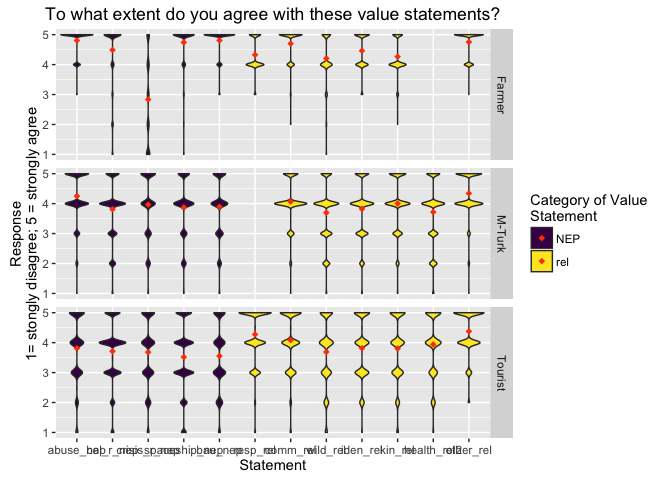 To what extent do you agree with these value statements?
Response
1= stongly disagree; 5 = strongly agree
5
4
3
2
1
Farmer
5
4
3
2
1
M-Turk
5
4
3
2
1
Tourist
comm_rel wild_rel iden_rel kin_rel other_rel
Statement
Category of Value
Statement
NEP
rel